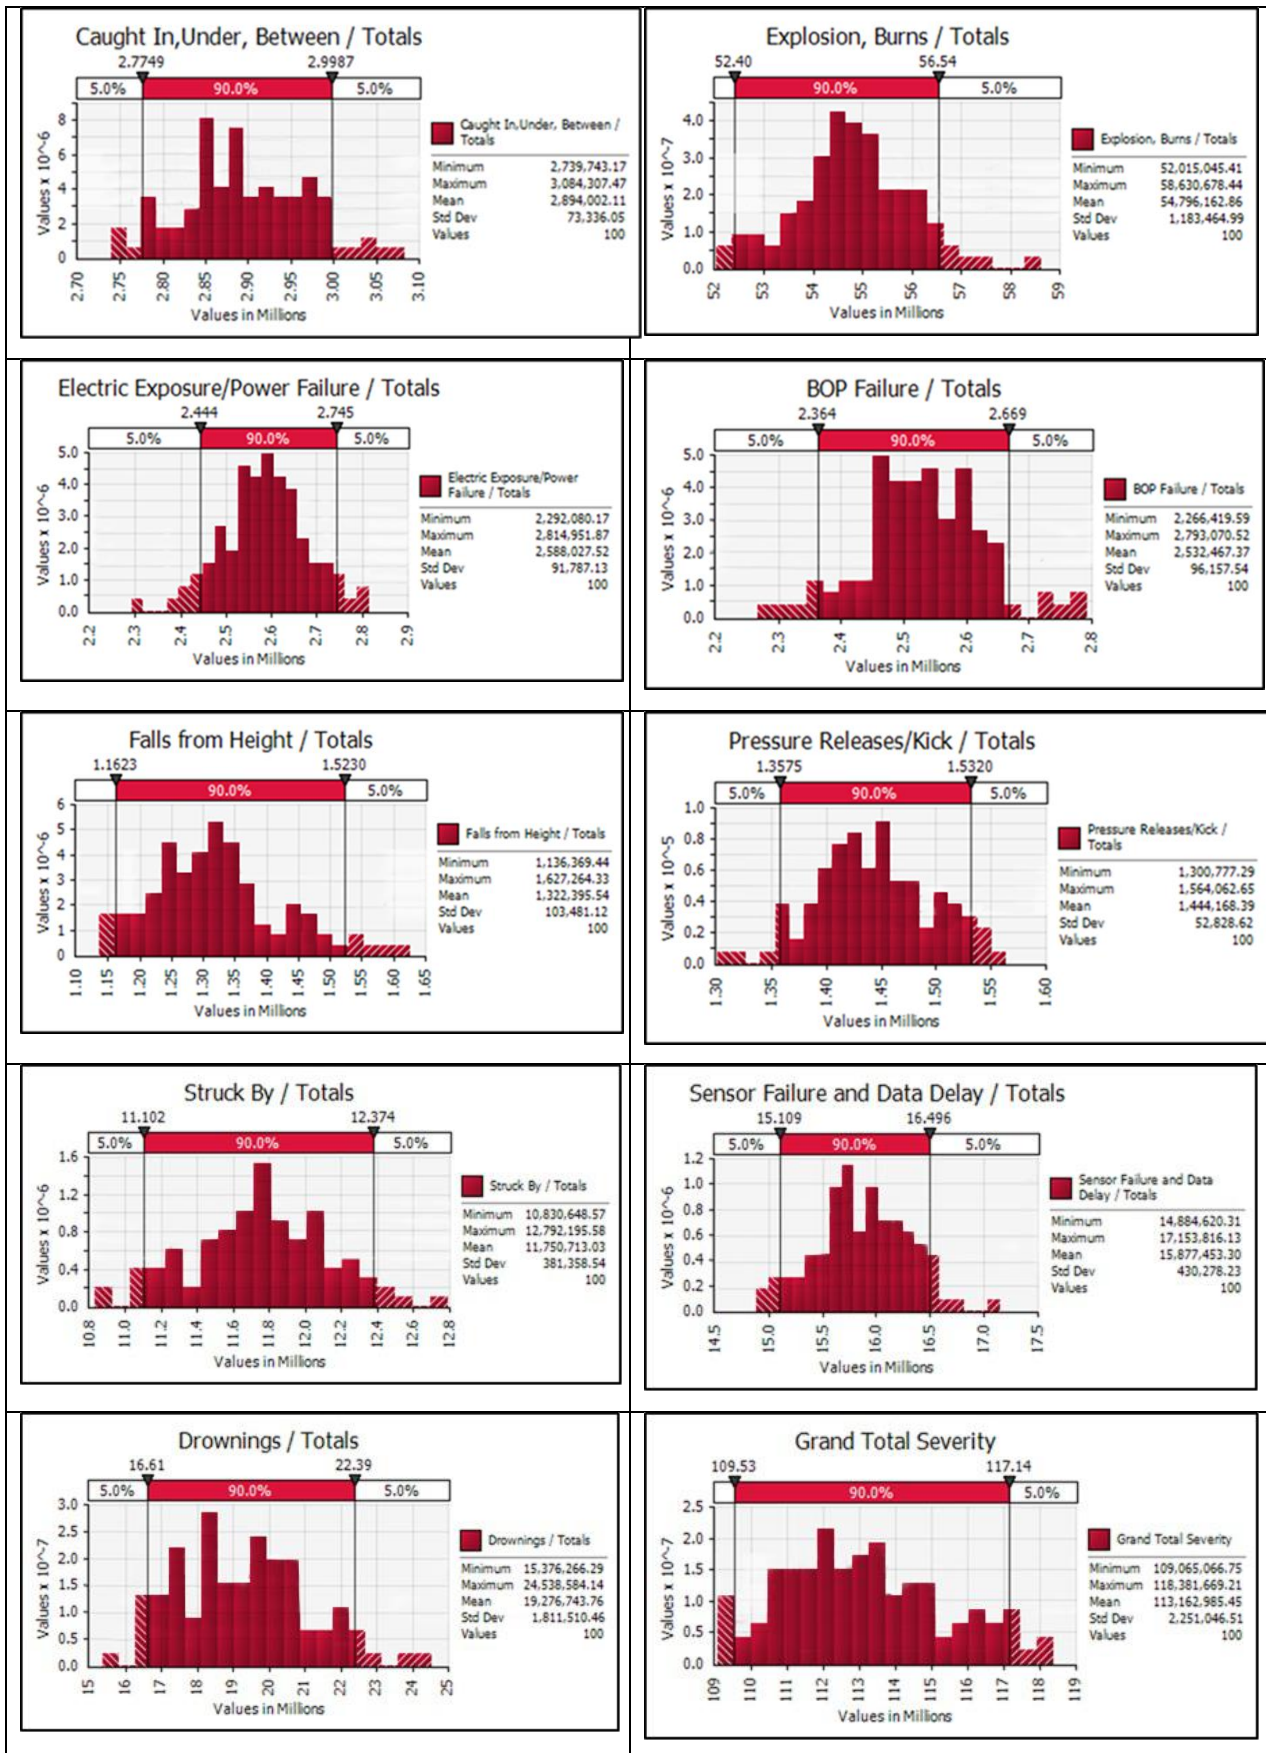 Caught In,Under, Between / Totals
2.7749 2.9987
5.0% 90.0% 5.0%
8
6
4
2
0
Values x 10^-6
2.70 2.75 2.80 2.85 2.90 2.95 3.00 3.05 3.10
Values in Millions
Caught In,Under, Between /
Totals
Minimum 2,739,743.17
Maximum 3,084,307.47
Mean 2,894,002.11
Std Dev 73,336.05
Values 100
Explosion, Burns / Totals
52.40 56.54
90.0% 5.0%
4.0
3.0
2.0
1.0
0.0
Values x 10^-7
52 53 54 55 56 57 58 59
Values in Millions
Explosion, Burns / Totals
Minimum 52,015,045.41
Maximum 58,630,678.44
Mean 54,796,162.86
Std Dev 1,183,464.99
Values 100
Electric Exposure/Power Failure / Totals
2.444 2.745
5.0% 90.0% 5.0%
5.0
4.0
3.0
2.0
1.0
0.0
Values x 10^-6
2.2 2.3 2.4 2.5 2.6 2.7 2.8 2.9
Values in Millions
Electric Exposure/Power
Failure / Totals
Minimum 2,292,080.17
Maximum 2,814,951.87
Mean 2,588,027.52
Std Dev 91,787.13
Values 100
BOP Failure / Totals
2.364 2.669
5.0% 90.0% 5.0%
5.0
4.0
3.0
2.0
1.0
0.0
Values x 10^-6
2.2 2.3 2.4 2.5 2.6 2.7 2.8
Values in Millions
BOP Failure / Totals
Minimum 2,266,419.59
Maximum 2,793,070.52
Mean 2,532,467.37
Std Dev 96,157.54
Values 100
Falls from Height / Totals
1.1623 1.5230
90.0% 5.0%
6
5
4
3
2
1
0
Values x 10^-6
1.10 1.15 1.20 1.25 1.30 1.35 1.40 1.45 1.50 1.55 1.60 1.65
Values in Millions
Falls from Height / Totals
Minimum 1,136,369.44
Maximum 1,627,264.33
Mean 1,322,395.54
Std Dev 103,481.12
Values 100
Pressure Releases/Kick / Totals
1.3575 1.5320
5.0% 90.0% 5.0%
1.0
0.8
0.6
0.4
0.2
0.0
Values x 10^-5
1.30 1.35 1.40 1.45 1.50 1.55 1.60
Values in Millions
Pressure Releases/Kick /
Totals
Minimum 1,300,777.29
Maximum 1,564,062.65
Mean 1,444,168.39
Std Dev 52,828.62
Values 100
Struck By / Totals
11.102 12.374
5.0% 90.0% 5.0%
1.6
1.2
0.8
0.4
0.0
Values x 10^-6
10.8 11.0 11.2 11.4 11.6 11.8 12.0 12.2 12.4 12.6 12.8
Values in Millions
Struck By / Totals
Minimum 10,830,648.57
Maximum 12,792,195.58
Mean 11,750,713.03
Std Dev 381,358.54
Values 100
Sensor Failure and Data Delay / Totals
15.109 16.496
5.0% 90.0% 5.0%
1.2
1.0
0.8
0.6
0.4
0.2
0.0
Values x 10^-6
14.5 15.0 15.5 16.0 16.5 17.0 17.5
Values in Millions
Sensor Failure and Data
Delay / Totals
Minimum 14,884,620.31
Maximum 17,153,816.13
Mean 15,877,453.30
Std Dev 430,278.23
Values 100
Drownings / Totals
16.61 22.39
5.0% 90.0% 5.0%
3.0
2.5
2.0
1.5
1.0
0.5
0.0
Values x 10^-7
15 16 17 18 19 20 21 22 23 24 25
Values in Millions
Drownings / Totals
Minimum 15,376,266.29
Maximum 24,538,584.14
Mean 19,276,743.76
Std Dev 1,811,510.46
Values 100
Grand Total Severity
109.53 117.14
90.0% 5.0%
2.5
2.0
1.5
1.0
0.5
0.0
Values x 10^-7
109 110 111 112 113 114 115 116 117 118 119
Values in Millions
Grand Total Severity
Minimum 109,065,066.75
Maximum 118,381,669.21
Mean 113,162,985.45
Std Dev 2,251,046.51
Values 100